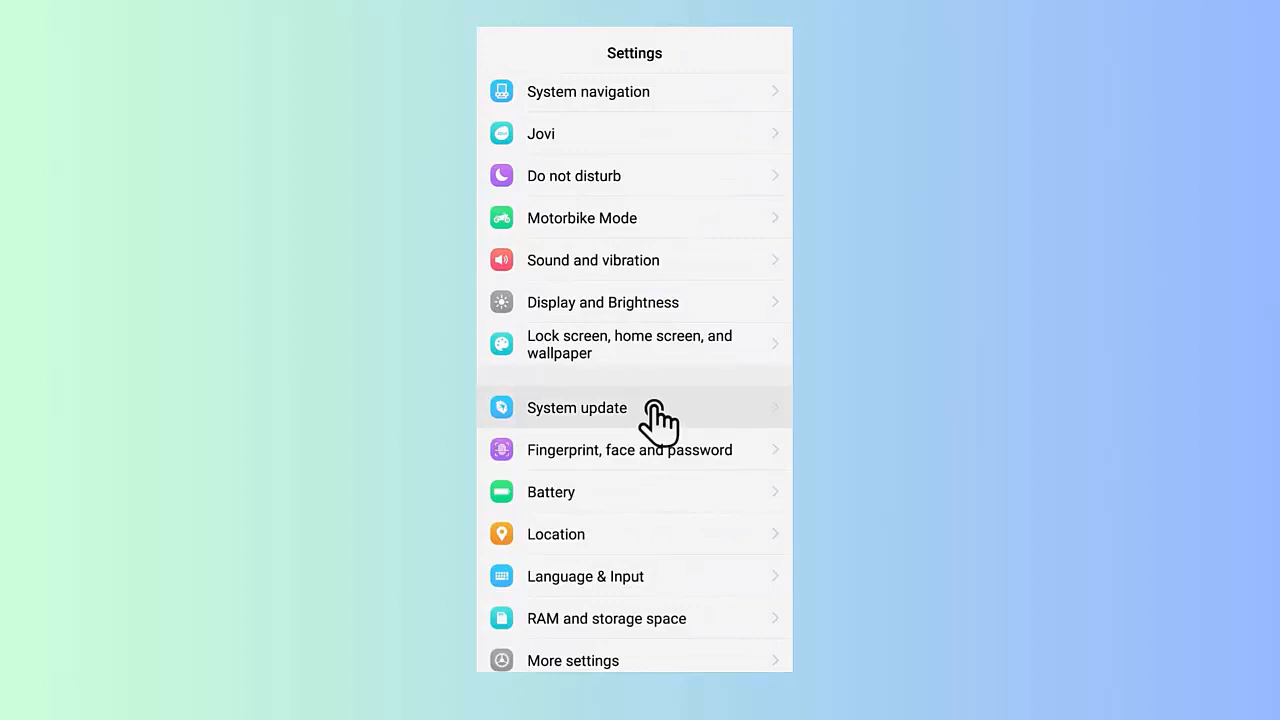 Settings
System navigation
Jovi
Do not disturb
Motorbike Mode
Sound and vibration
Display and Brightness
Lock screen, home screen, and
wallpaper
System update
Fingerprint, face and password
Battery
Location
Language & Input
RAM and storage space
More settings